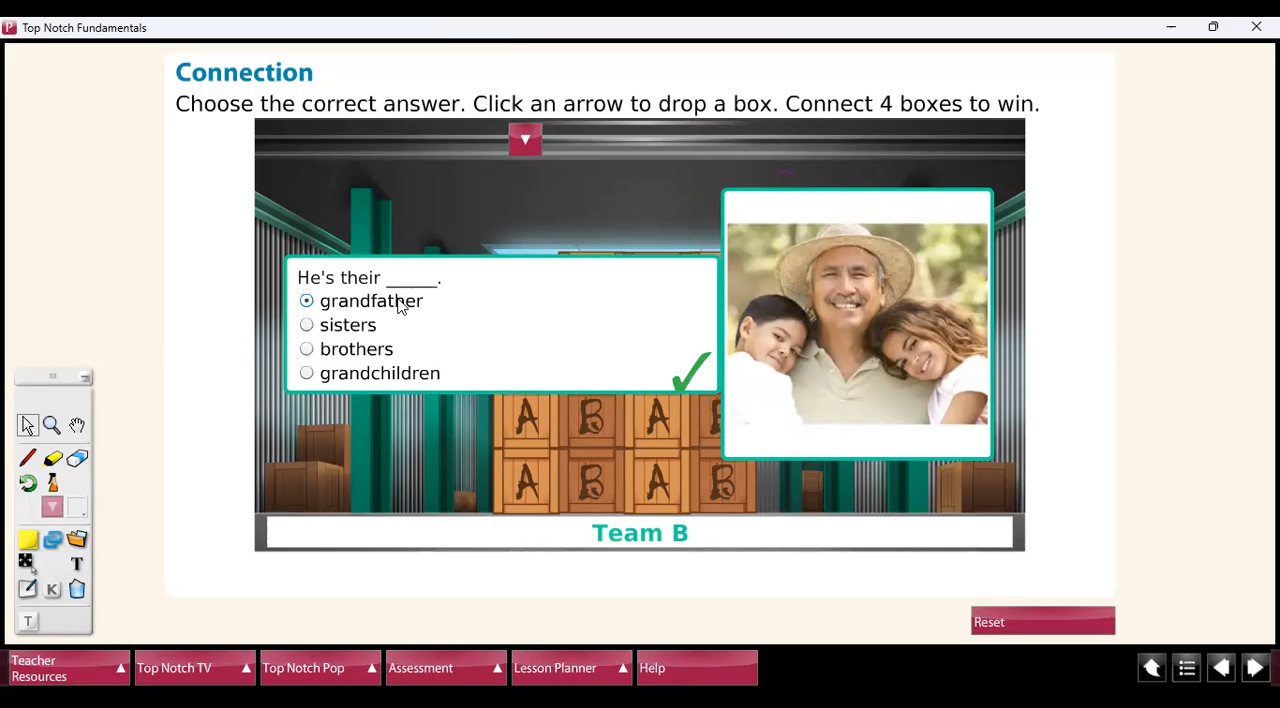 Top Notch Fundamentals
Connection
Choose the correct answer. Click an arrow to drop a box. Connect 4 boxes to win.
He's their ______.
grandfather
sisters
brothers
grandchildren
A B A B
A B A B
Team B
Reset
T
K
T
Teacher Resources
Top Notch TV
Top Notch Pop
Assessment
Lesson Planner
Help